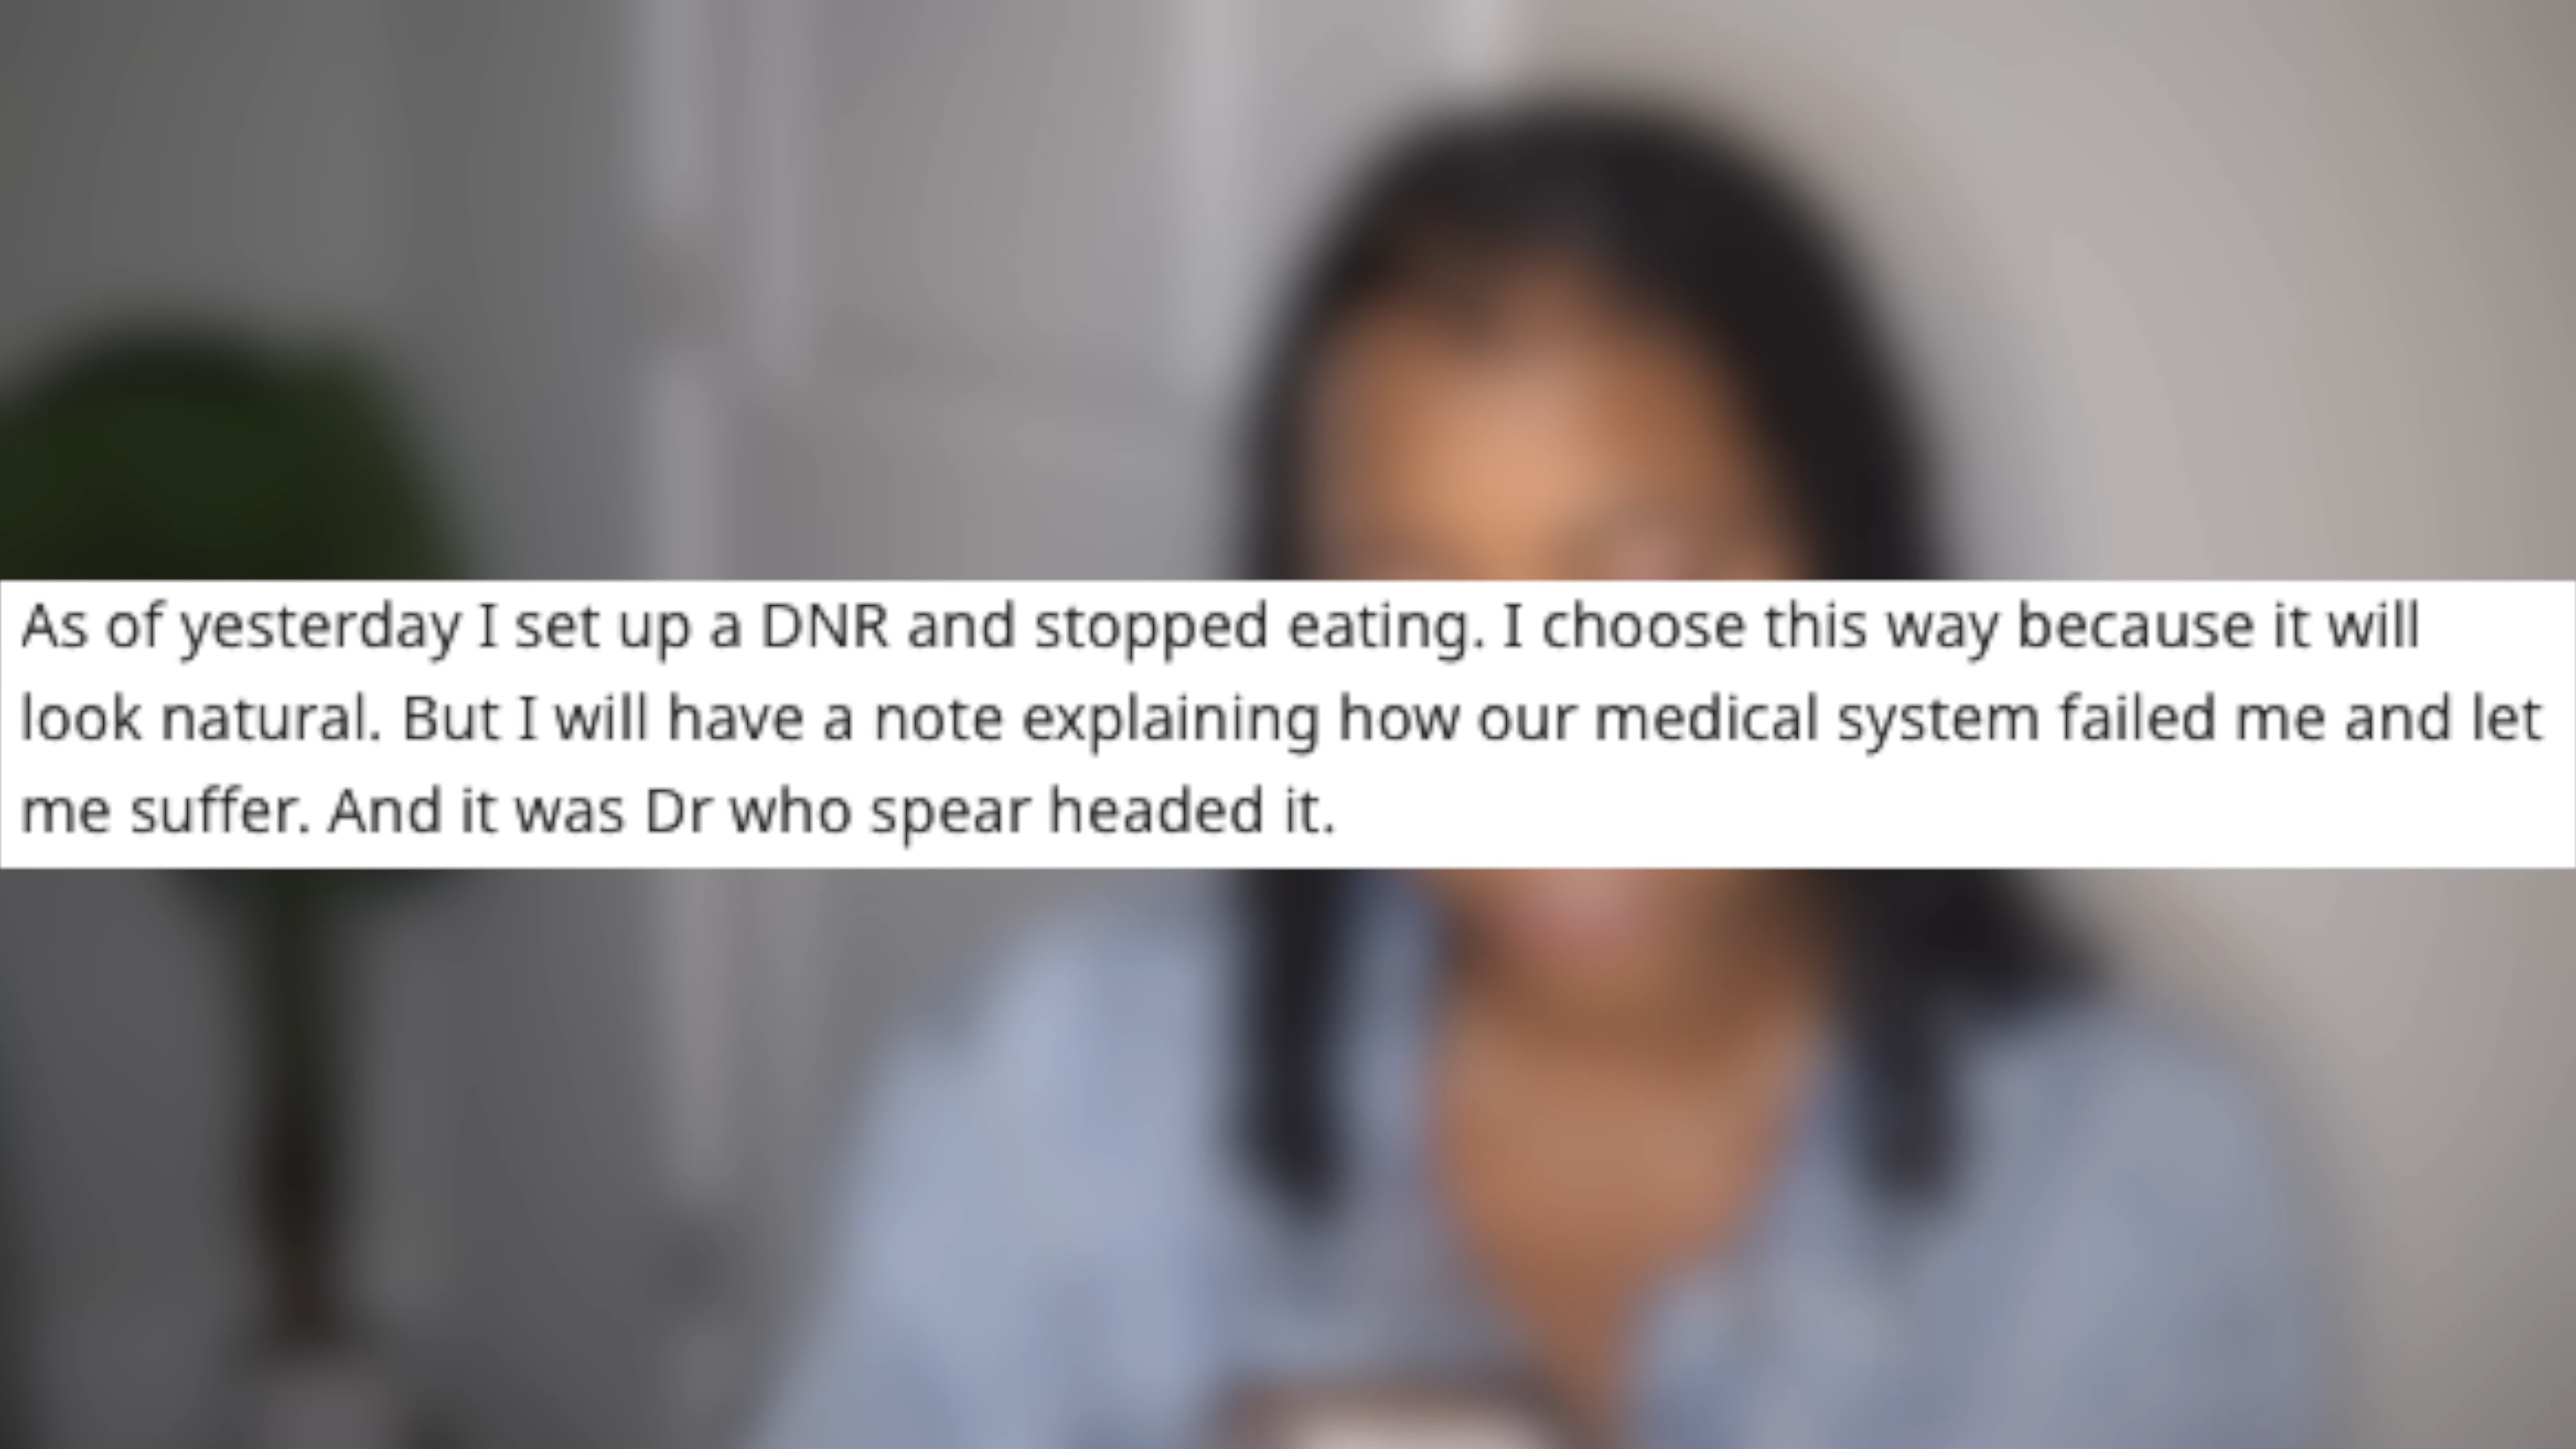 As of yesterday I set up a DNR and stopped eating. I choose this way because it will
look natural. But I will have a note explaining how our medical system failed me and let
me suffer. And it was Dr who spear headed it.